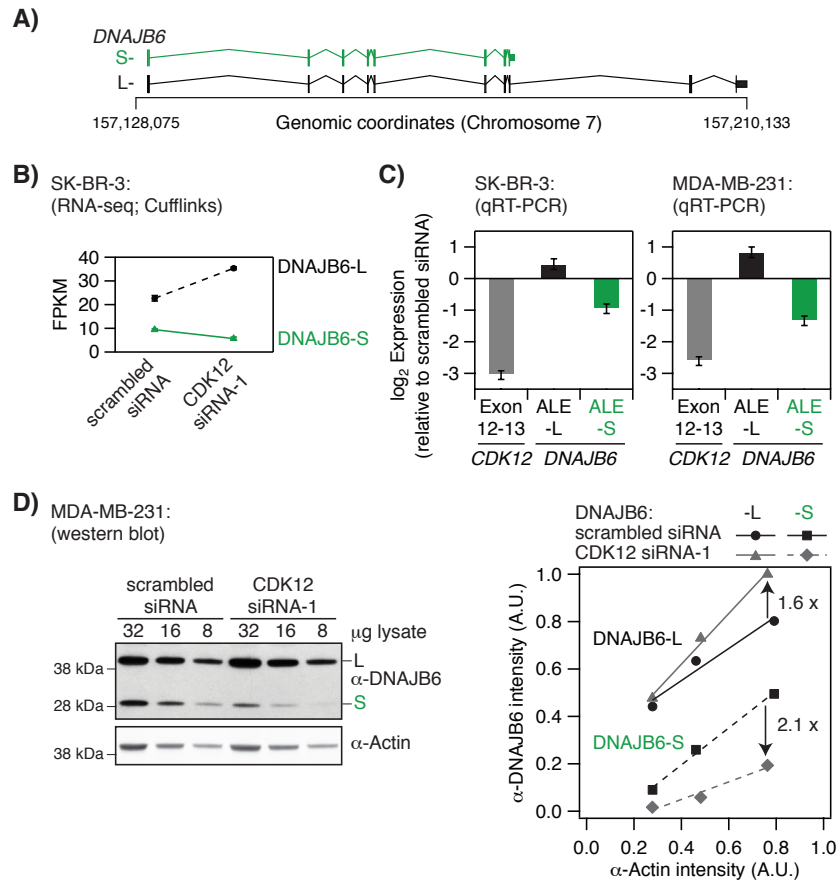 A)
DNAJB6
S-
L-
157,128,075
Genomic coordinates (Chromosome 7)
157,210,133
B)
SK-BR-3:
(RNA-seq; Cufflinks)
FPKM
40
30
20
10
0
DNAJB6-L
DNAJB6-S
scrambled siRNA
CDK12 siRNA-1
C)
SK-BR-3:
(qRT-PCR)
MDA-MB-231:
(qRT-PCR)
log2 Expression
(relative to scrambled siRNA)
1
0
-1
-2
-3
Exon 12-13
ALE -L
ALE -S
CDK12
DNAJB6
1
0
-1
-2
-3
Exon 12-13
ALE -L
ALE -S
CDK12
DNAJB6
D)
MDA-MB-231:
(western blot)
scrambled siRNA
CDK12 siRNA-1
32 16 8 32 16 8 µg lysate
38 kDa
28 kDa
L
α-DNAJB6
S
38 kDa
α-Actin
DNAJB6: -L -S
scrambled siRNA
CDK12 siRNA-1
α-DNAJB6 intensity (A.U.)
1.0
0.8
0.6
0.4
0.2
0.0
DNAJB6-L
1.6 x
DNAJB6-S
2.1 x
0.0 0.2 0.4 0.6 0.8 1.0
α-Actin intensity (A.U.)